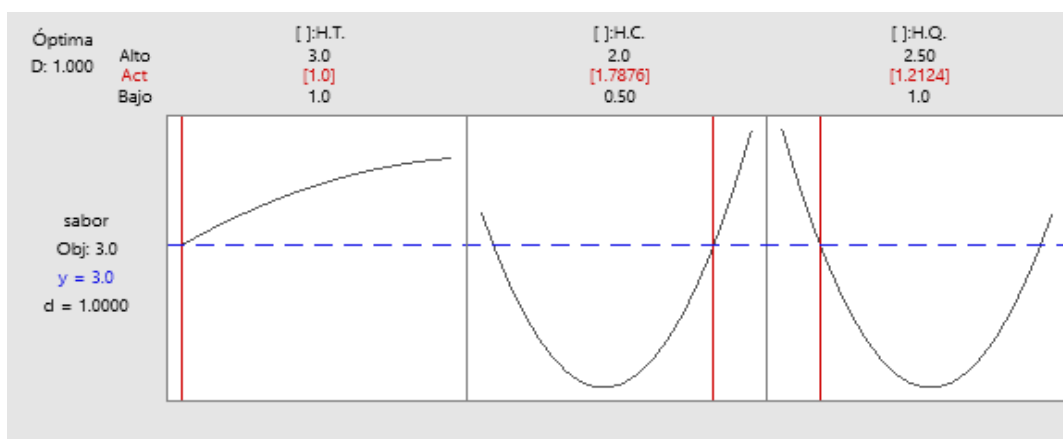 Óptima
D: 1.000
Alto
Act
Bajo
[ ]:H.T.
3.0
[1.0]
1.0
[ ]:H.C.
2.0
[1.7876]
0.50
[ ]:H.Q.
2.50
[1.2124]
1.0
sabor
Obj: 3.0
y = 3.0
d = 1.0000